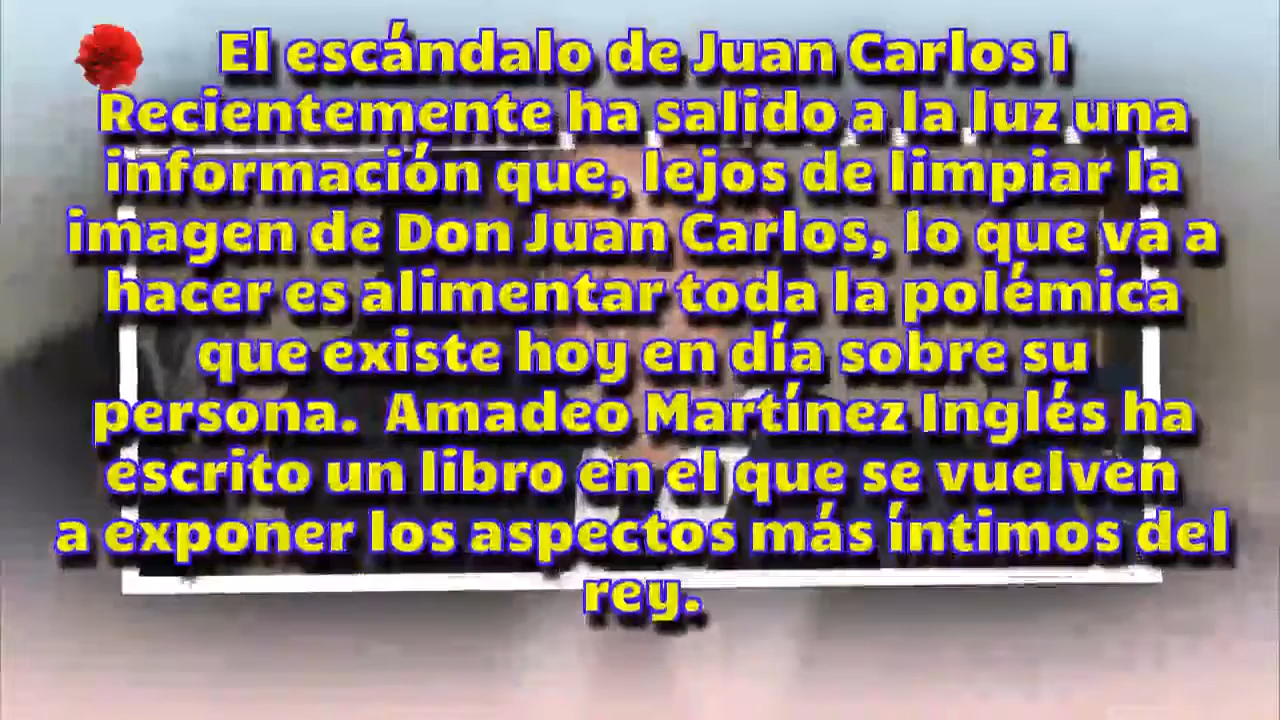 El escándalo de Juan Carlos I
Recientemente ha salido a la luz una
información que, lejos de limpiar la
imagen de Don Juan Carlos, lo que va a
hacer es alimentar toda la polémica
que existe hoy en día sobre su
persona.  Amadeo Martínez Inglés ha
escrito un libro en el que se vuelven
a exponer los aspectos más íntimos del
rey.